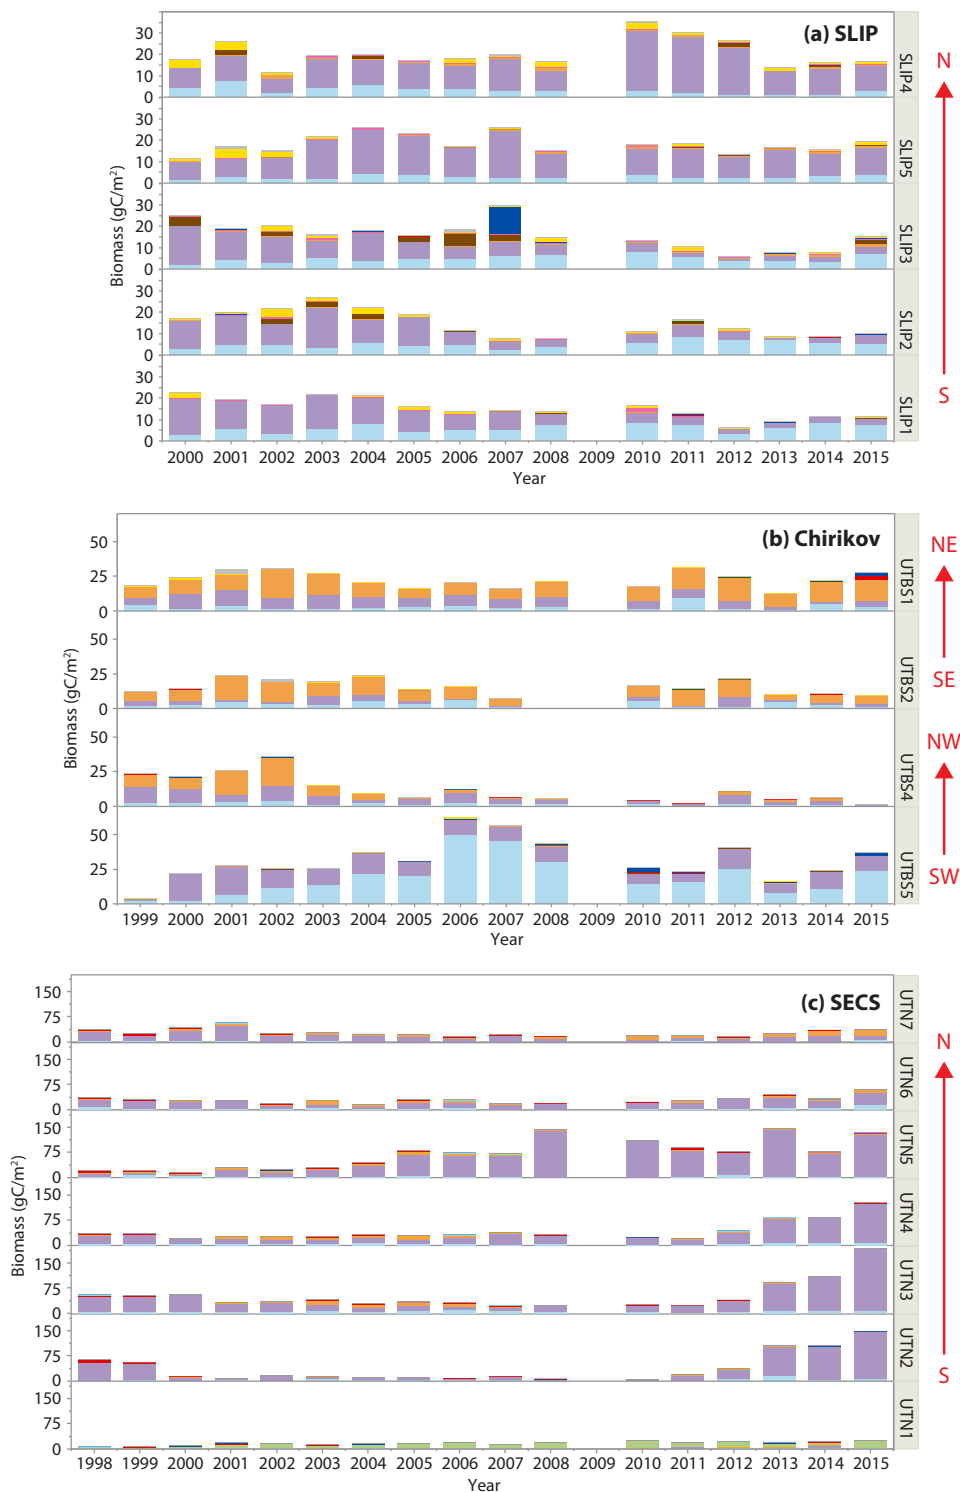 (a) SLIP
Biomass (gC/m²)
30
20
10
0
SLIP4
30
20
10
0
SLIP5
30
20
10
0
SLIP3
30
20
10
0
SLIP2
30
20
10
0
SLIP1
N
S
2000 2001 2002 2003 2004 2005 2006 2007 2008 2009 2010 2011 2012 2013 2014 2015
Year
(b) Chirikov
Biomass (gC/m²)
50
25
0
UTBS1
50
25
0
UTBS2
50
25
0
UTBS4
50
25
0
UTBS5
NE
SE
NW
SW
1999 2000 2001 2002 2003 2004 2005 2006 2007 2008 2009 2010 2011 2012 2013 2014 2015
Year
(c) SECS
Biomass (gC/m²)
150
75
0
UTN7
150
75
0
UTN6
150
75
0
UTN5
150
75
0
UTN4
150
75
0
UTN3
150
75
0
UTN2
150
75
0
UTN1
N
S
1998 1999 2000 2001 2002 2003 2004 2005 2006 2007 2008 2009 2010 2011 2012 2013 2014 2015
Year